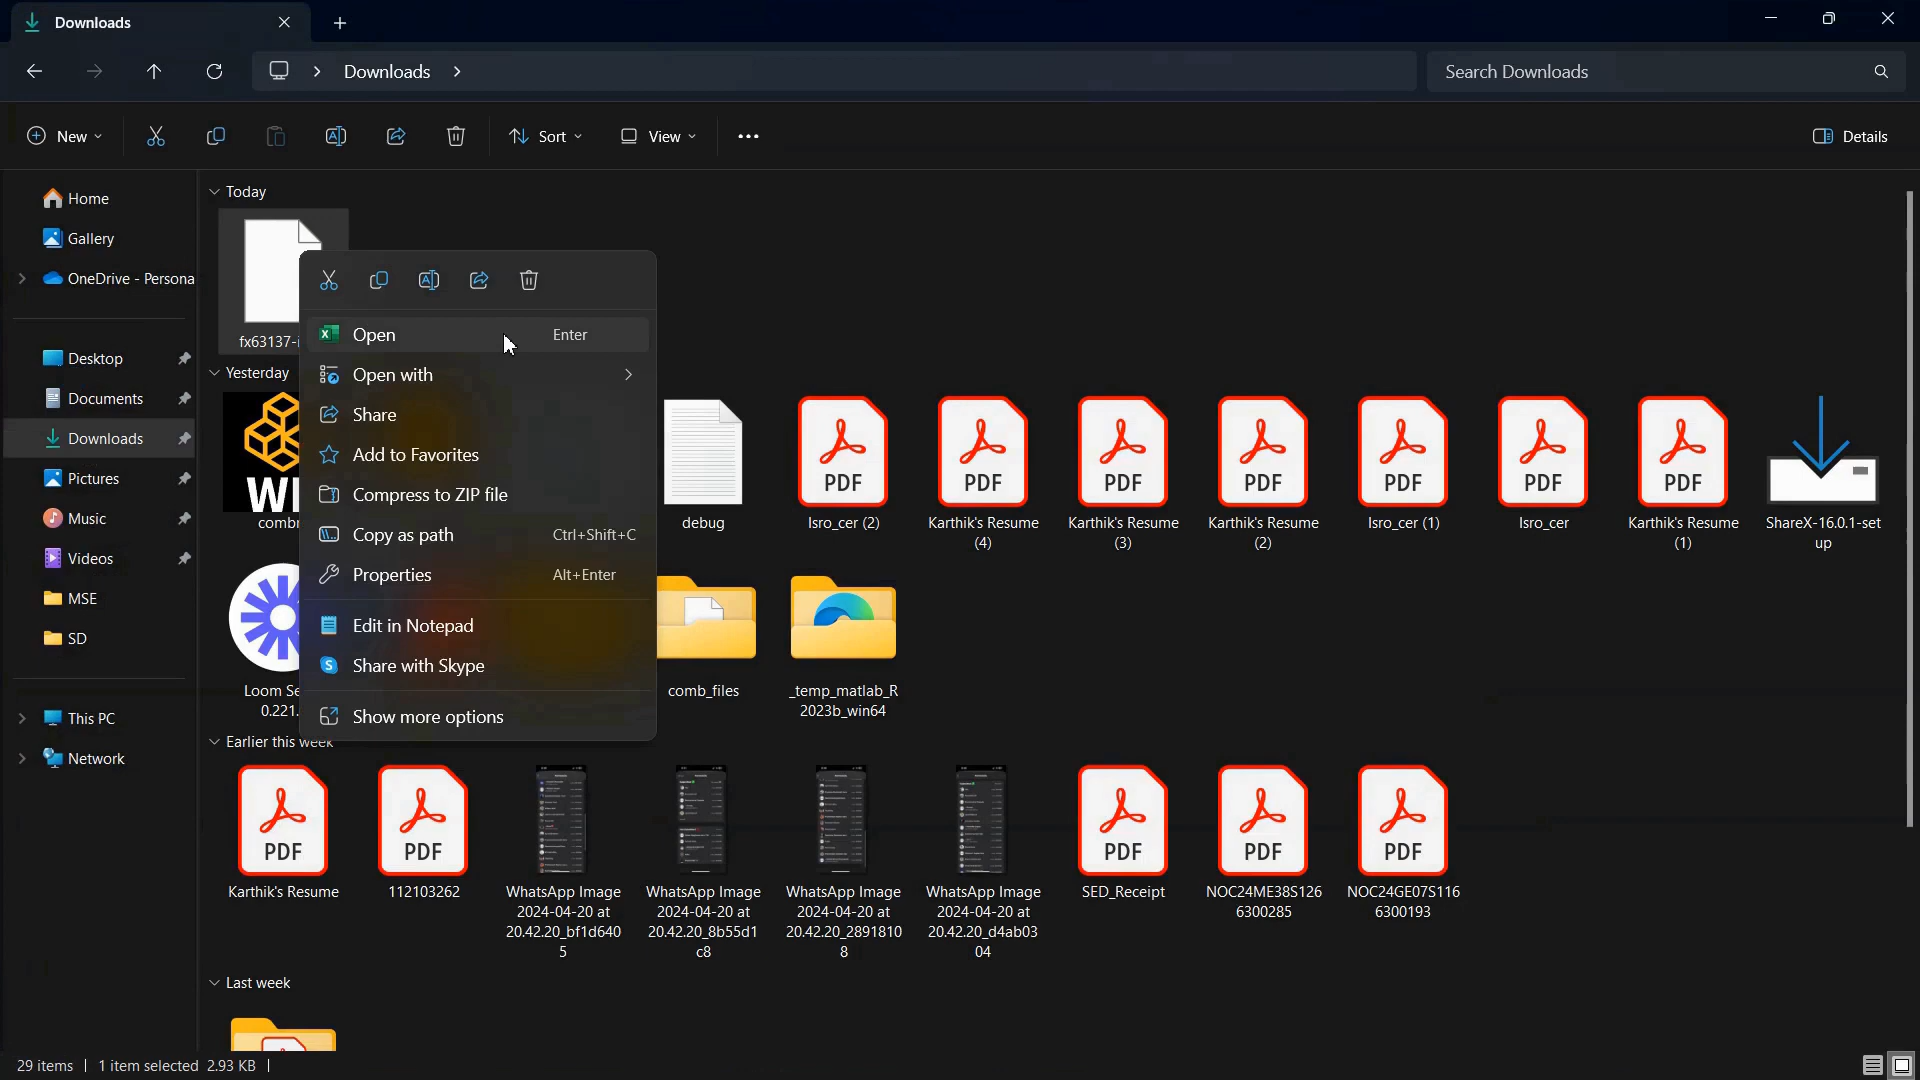 Downloads
Downloads
Search Downloads
New
Sort
View
Details
Home
Gallery
OneDrive - Persona
Desktop
Documents
Downloads
Pictures
Music
Videos
MSE
SD
This PC
Network
Today
fx63137-i
Open Enter
Open with
Share
Add to Favorites
Compress to ZIP file
Copy as path Ctrl+Shift+C
Properties Alt+Enter
Edit in Notepad
Share with Skype
Show more options
Yesterday
WI
comb
debug
PDF
Isro_cer (2)
PDF
Karthik's Resume
(4)
PDF
Karthik's Resume
(3)
PDF
Karthik's Resume
(2)
PDF
Isro_cer (1)
PDF
Isro_cer
PDF
Karthik's Resume
(1)
ShareX-16.0.1-set
up
Loom Se
0.221.
comb_files
_temp_matlab_R
2023b_win64
Earlier this week
PDF
Karthik's Resume
PDF
112103262
WhatsApp Image
2024-04-20 at
20.42.20_bf1d640
5
WhatsApp Image
2024-04-20 at
20.42.20_8b55d1
c8
WhatsApp Image
2024-04-20 at
20.42.20_2891810
8
WhatsApp Image
2024-04-20 at
20.42.20_d4ab03
04
PDF
SED_Receipt
PDF
NOC24ME38S126
6300285
PDF
NOC24GE07S116
6300193
Last week
29 items
1 item selected 2.93 KB